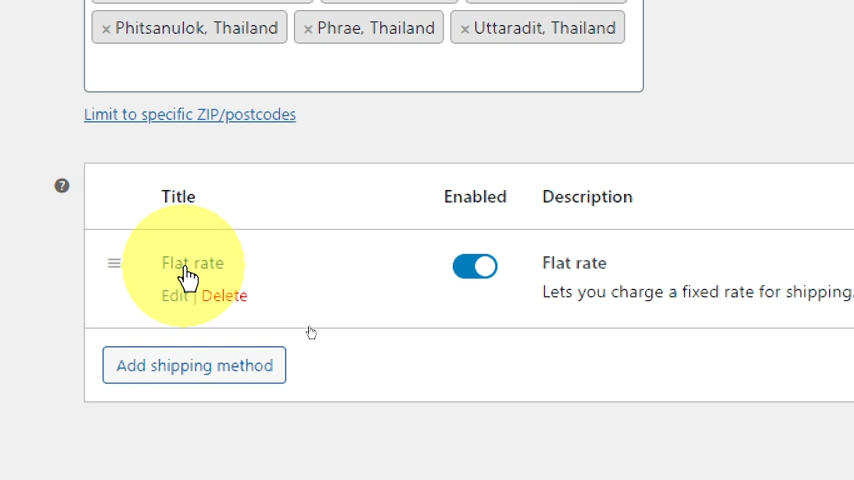 × Phitsanulok, Thailand × Phrae, Thailand × Uttaradit, Thailand
Limit to specific ZIP/postcodes
? Title Enabled Description
Flat rate Flat rate
Edit | Delete Lets you charge a fixed rate for shipping.
Add shipping method